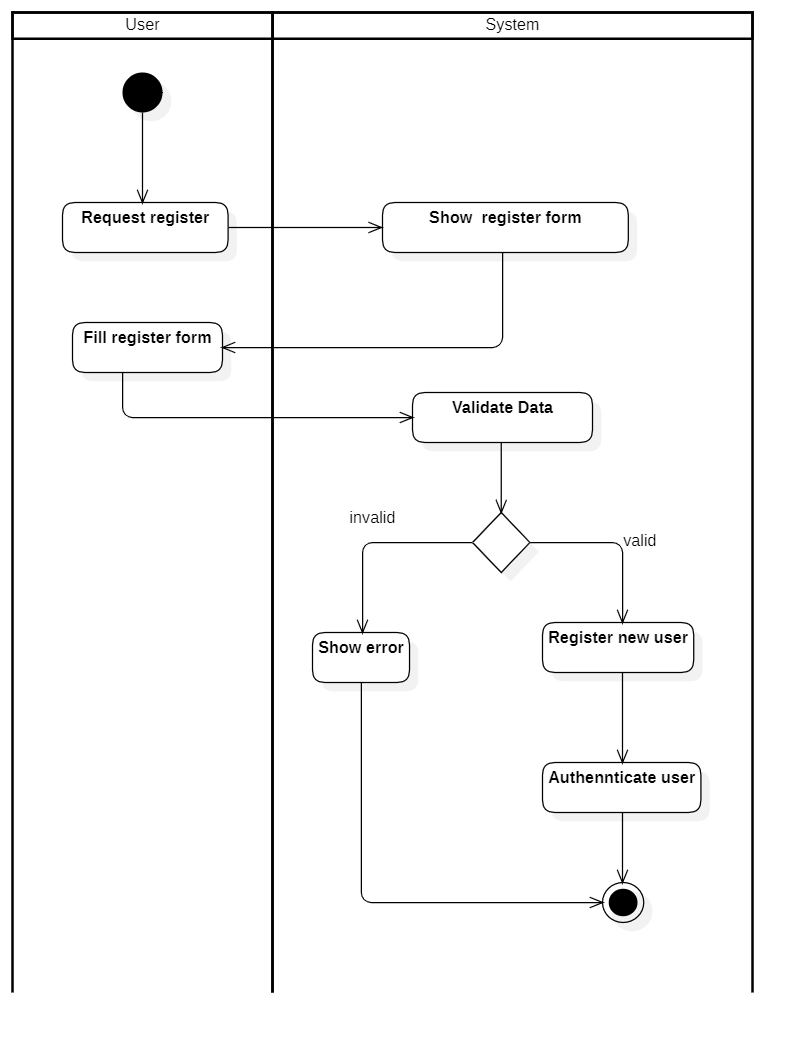 User
System
Request register
Show  register form
Fill register form
Validate Data
invalid
valid
Show error
Register new user
Authennticate user